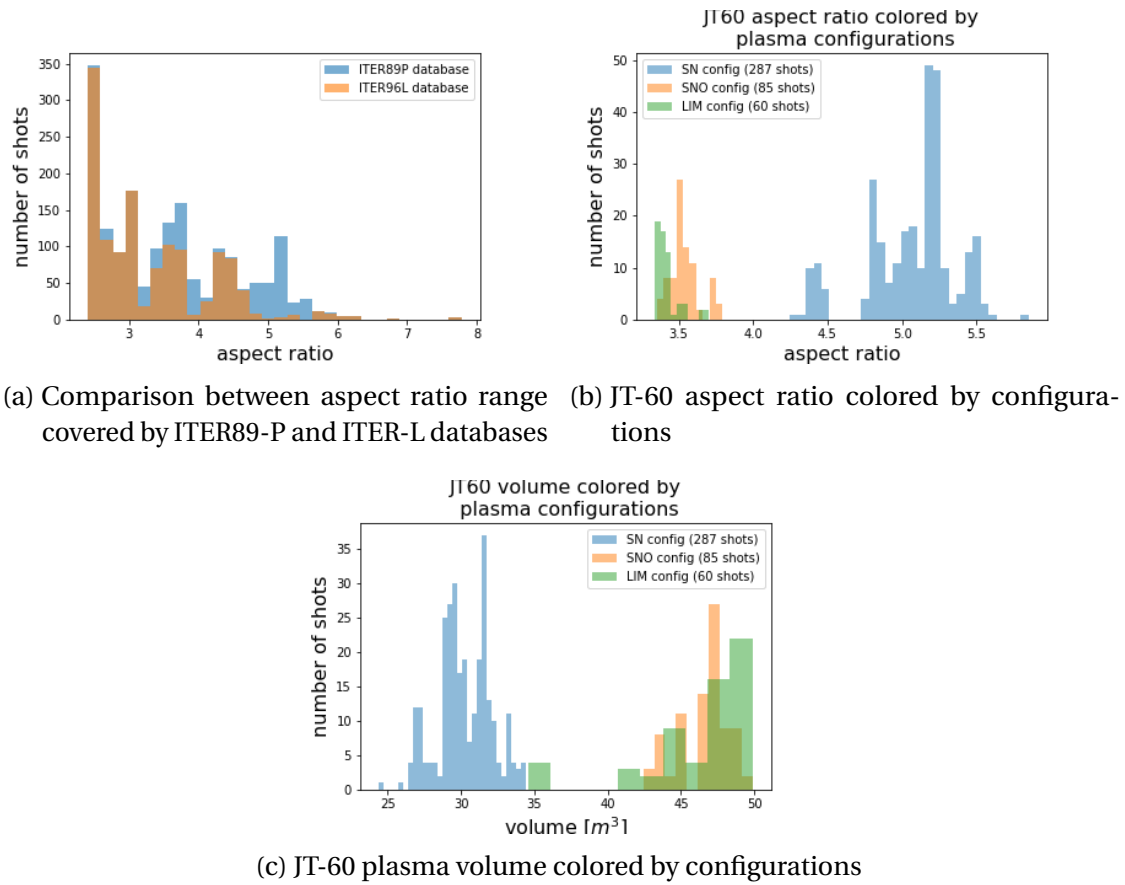 350
300
250
200
150
100
50
0
number of shots
ITER89P database
ITER96L database
3
4
5
6
7
8
aspect ratio
(a) Comparison between aspect ratio range
covered by ITER89-P and ITER-L databases
JT60 aspect ratio colored by
plasma configurations
50
40
30
20
10
0
number of shots
SN config (287 shots)
SNO config (85 shots)
LIM config (60 shots)
3.5
4.0
4.5
5.0
5.5
aspect ratio
(b) JT-60 aspect ratio colored by configura-
tions
JT60 volume colored by
plasma configurations
35
30
25
20
15
10
5
0
number of shots
SN config (287 shots)
SNO config (85 shots)
LIM config (60 shots)
25
30
35
40
45
50
volume [m³]
(c) JT-60 plasma volume colored by configurations